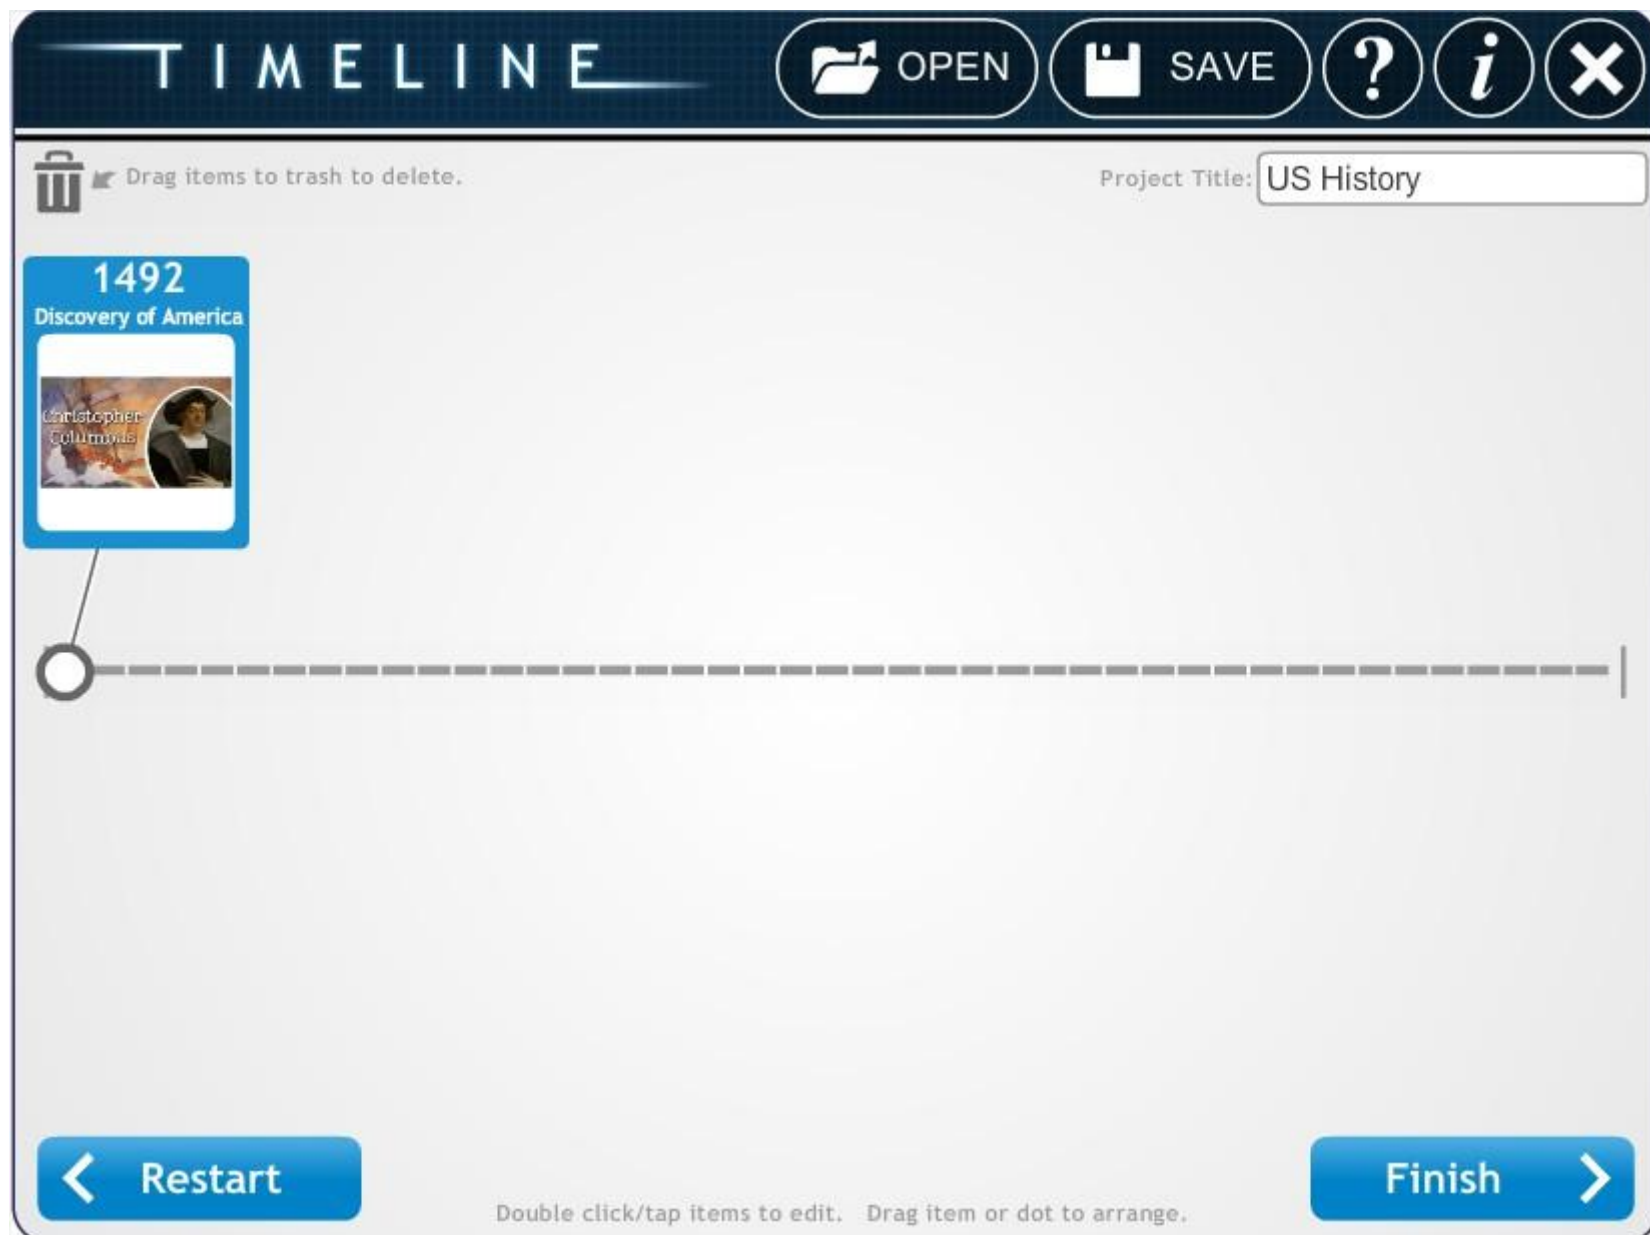 TIMELINE
OPEN
SAVE
?
i
Drag items to trash to delete.
Project Title: US History
1492
Discovery of America
Christopher
Columbus
Restart
Finish
Double click/tap items to edit. Drag item or dot to arrange.